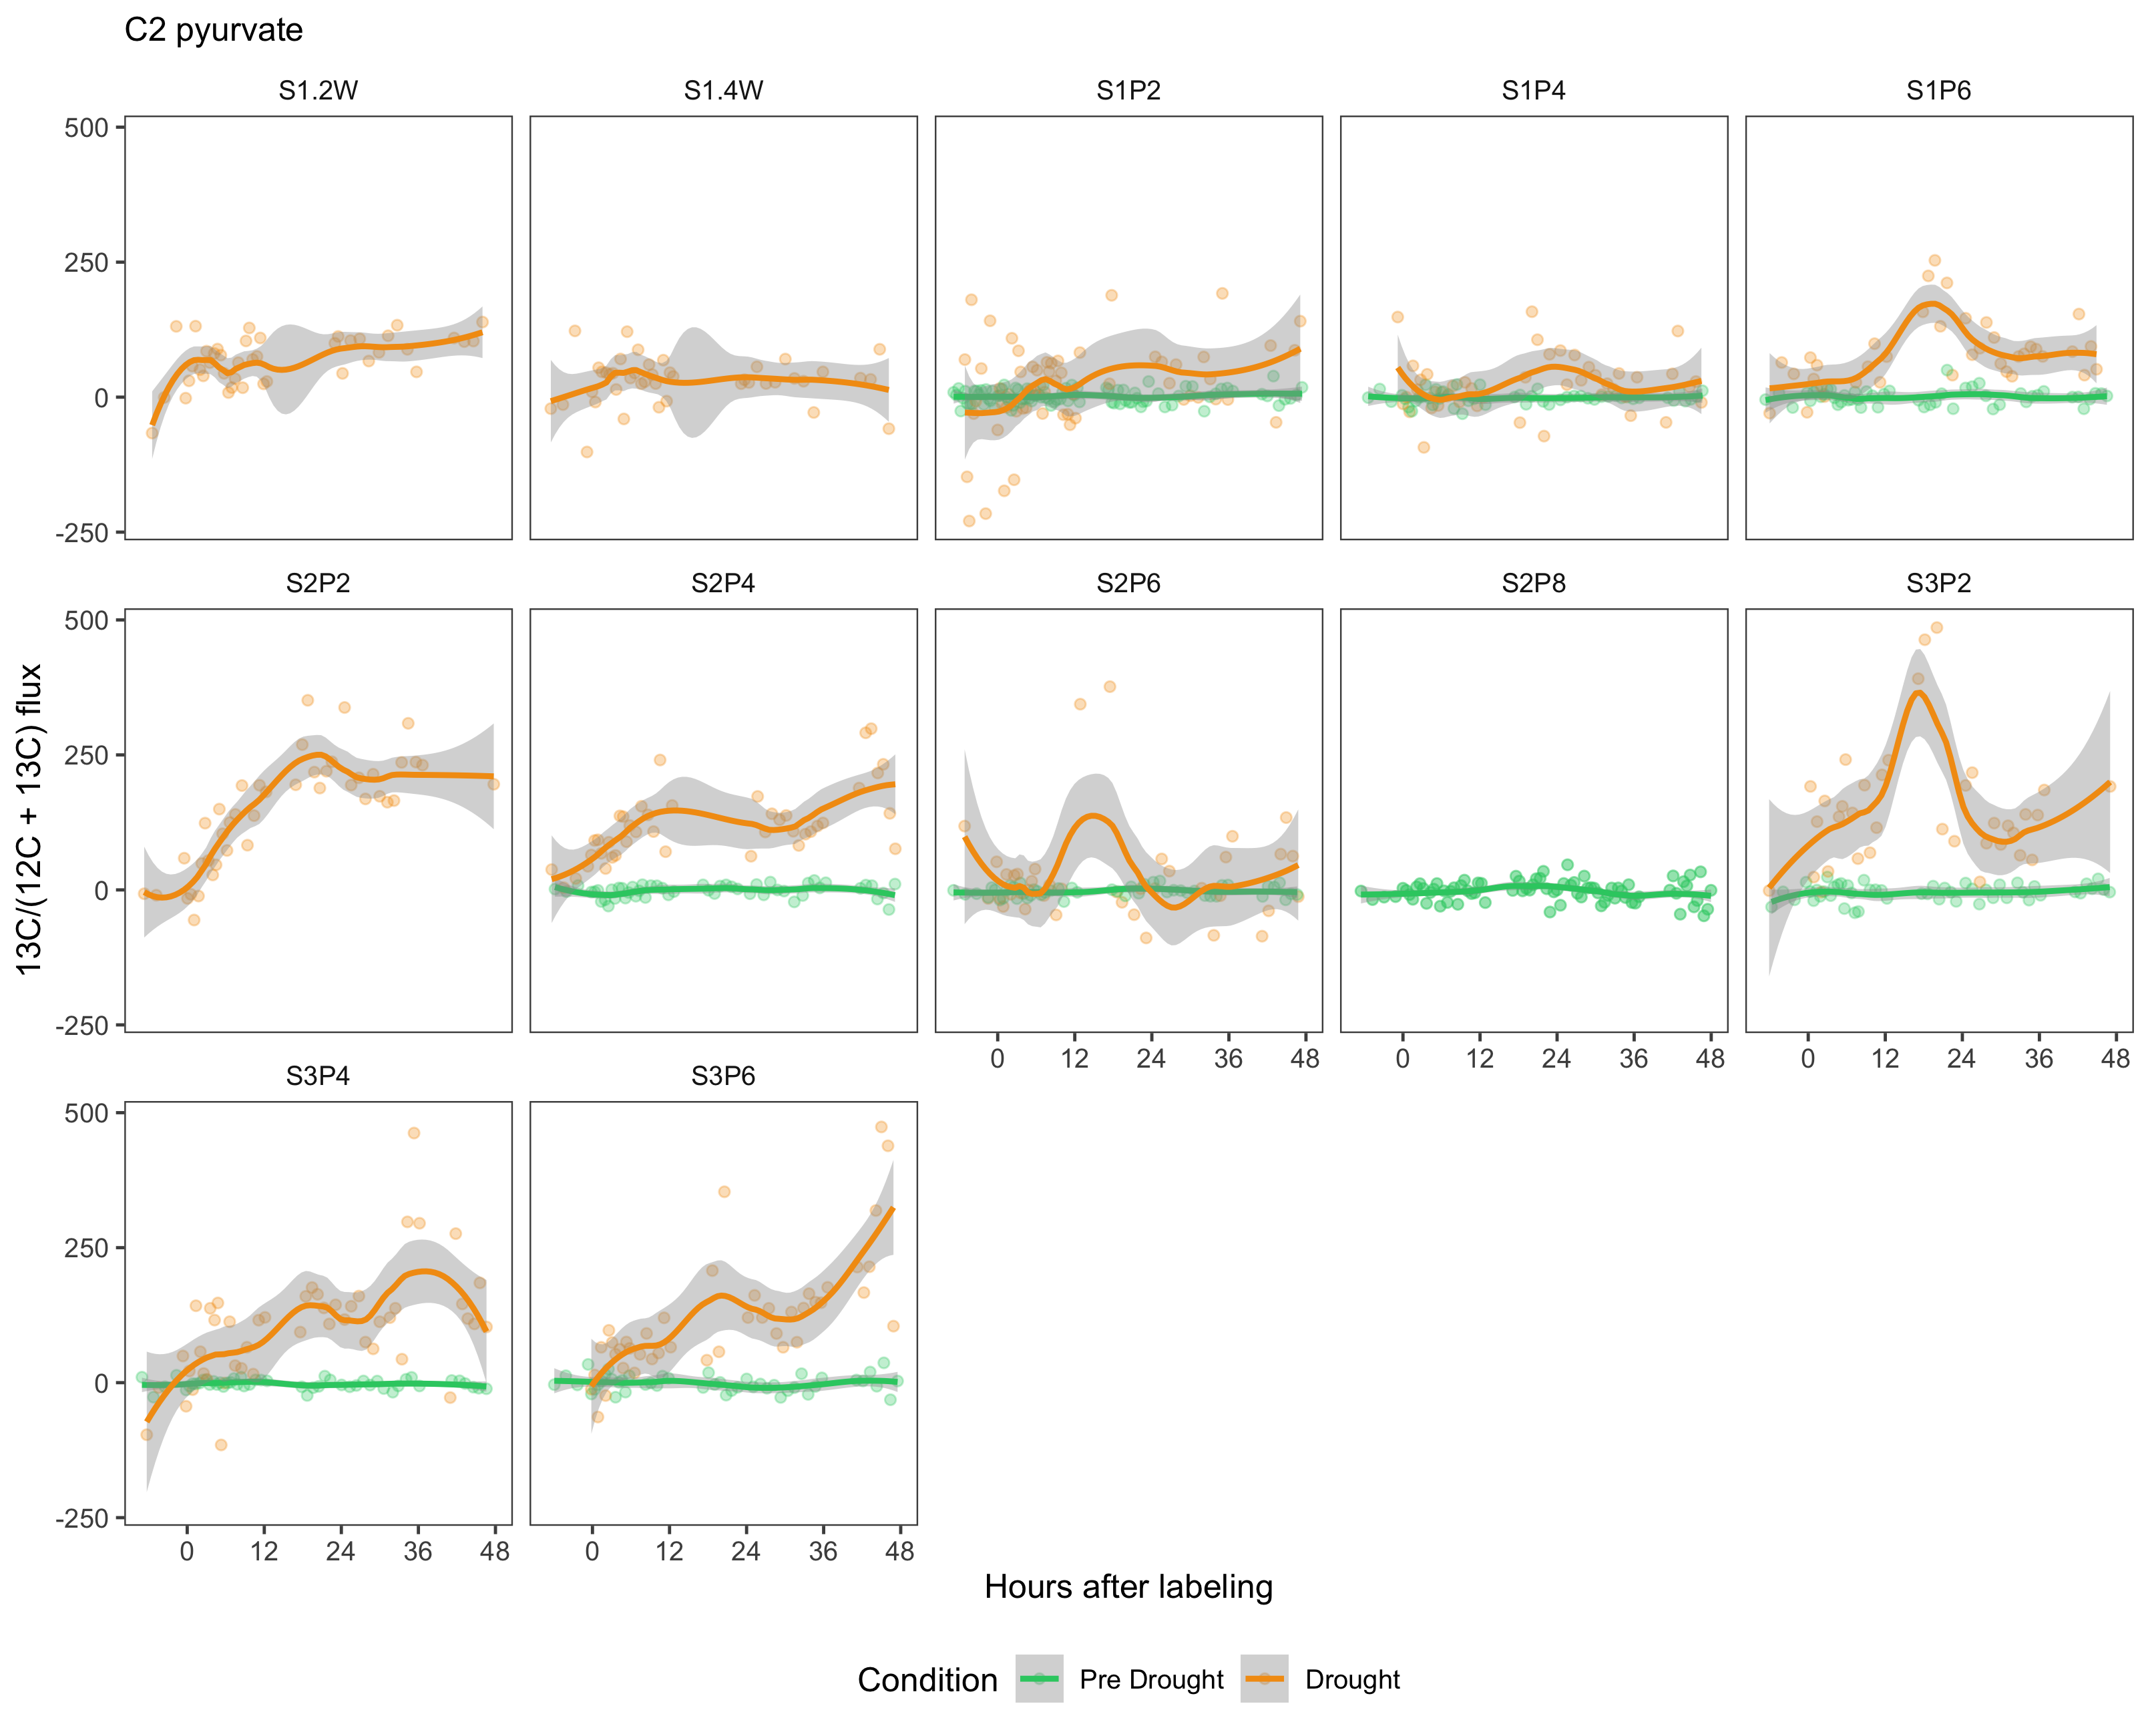 C2 pyurvate
S1.2W S1.4W S1P2 S1P4 S1P6
500
250
0
-250
S2P2 S2P4 S2P6 S2P8 S3P2
500
250
0
-250
0 12 24 36 48 0 12 24 36 48 0 12 24 36 48
S3P4 S3P6
500
250
0
-250
0 12 24 36 48 0 12 24 36 48
13C/(12C + 13C) flux
Hours after labeling
Condition Pre Drought Drought